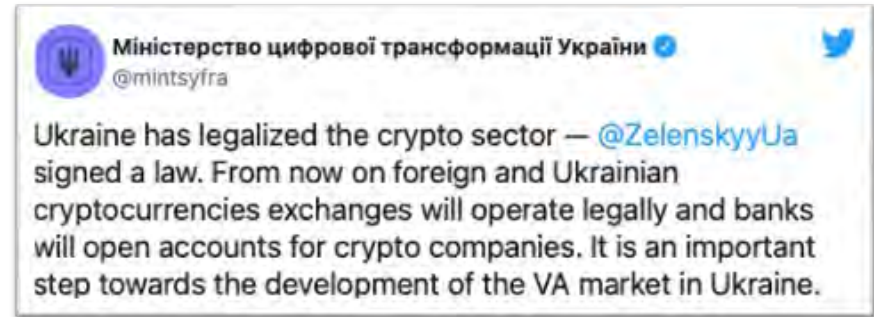 Міністерство цифрової трансформації України
@mintsyfra
Ukraine has legalized the crypto sector — @ZelenskyyUa
signed a law. From now on foreign and Ukrainian
cryptocurrencies exchanges will operate legally and banks
will open accounts for crypto companies. It is an important
step towards the development of the VA market in Ukraine.